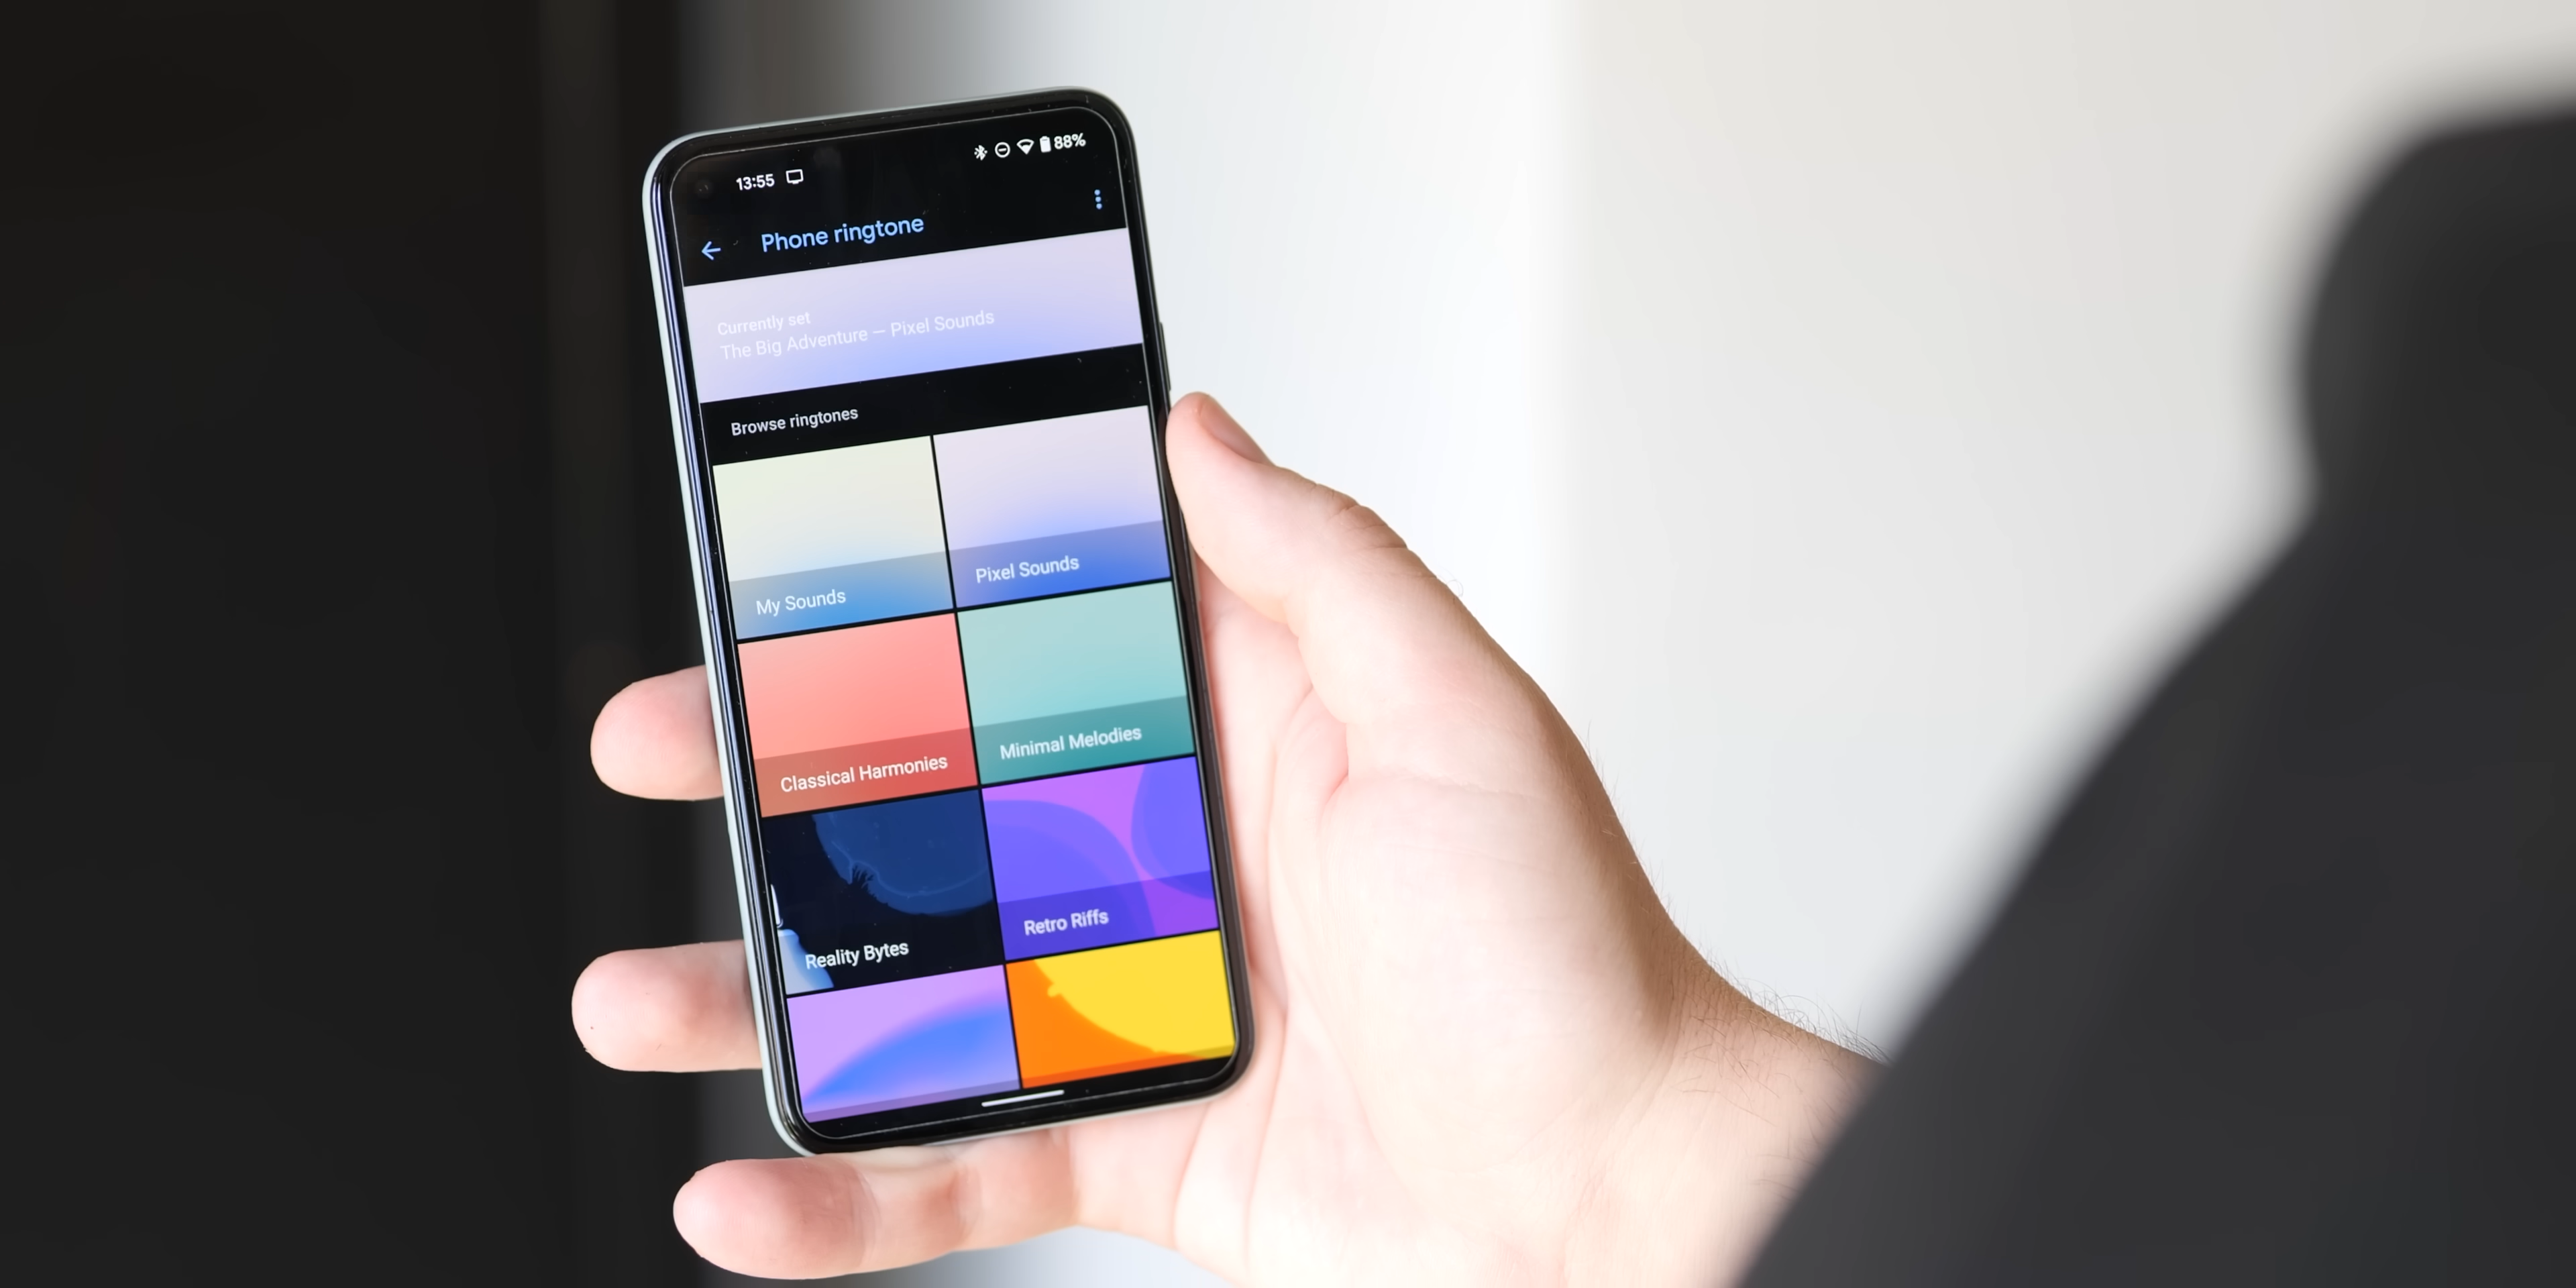 13:55
88%
Phone ringtone
Currently set
The Big Adventure — Pixel Sounds
Browse ringtones
My Sounds
Pixel Sounds
Classical Harmonies
Minimal Melodies
Reality Bytes
Retro Riffs